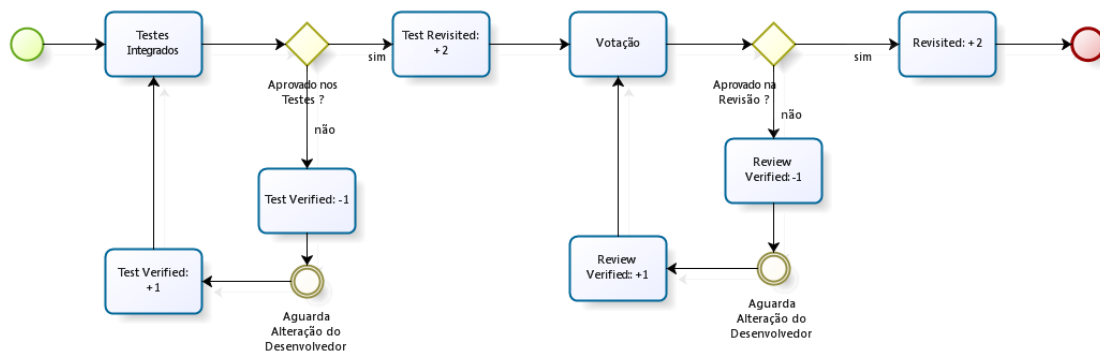 Testes
Integrados
Aprovado nos
Testes ?
sim
não
Test Revisited:
+2
Test Verified: -1
Aguarda
Alteração do
Desenvolvedor
Test Verified:
+1
Votação
Aprovado na
Revisão ?
sim
não
Revisited: +2
Review
Verified:-1
Aguarda
Alteração do
Desenvolvedor
Review
Verified:: +1